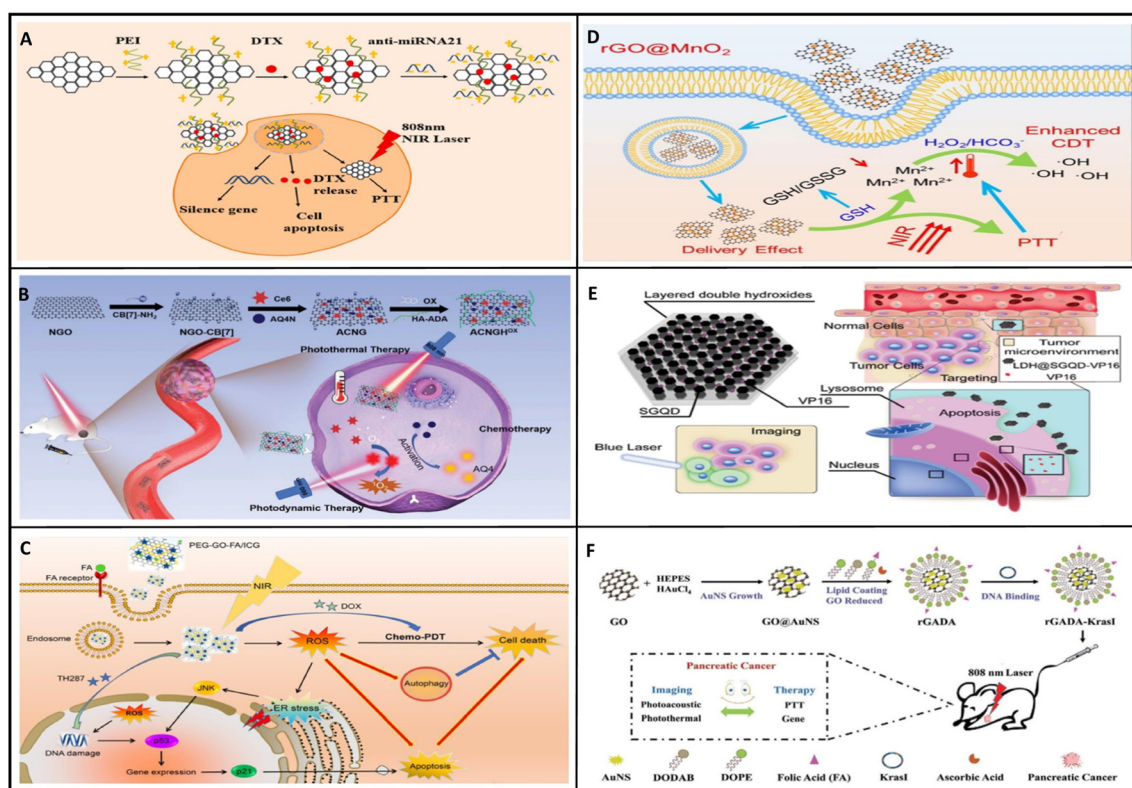 A
PEI
DTX
anti-miRNA21
808nm
NIR Laser
DTX
release
PTT
Silence gene
Cell
apoptosis
B
NGO
CB[7]-NH₂
NGO-CB[7]
Ce6
AQ4N
ACNG
OX
HA-ADA
ACNGHᴼˣ
Photothermal Therapy
Chemotherapy
Activation
AQ4
Photodynamic Therapy
C
PEG-GO-FA/ICG
FA
FA receptor
NIR
DOX
Endosome
ROS
Chemo-PDT
Cell death
TH287
Autophagy
JNK
ER stress
ROS
DNA damage
p53
Gene expression
p21
Apoptosis
D
rGO@MnO₂
Enhanced
CDT
H₂O₂/HCO₃⁻
·OH
·OH
·OH
Mn²⁺
Mn²⁺
Mn²⁺
GSH/GSSG
GSH
Delivery Effect
NIR
PTT
E
Layered double hydroxides
SGQD
VP16
Imaging
Blue Laser
Normal Cells
Tumor Cells
Targeting
Tumor
microenvironment
LDH@SGQD-VP16
VP16
Lysosome
Apoptosis
Nucleus
F
GO
+
HEPES
HAuCl₄
AuNS Growth
GO@AuNS
Lipid Coating
GO Reduced
rGADA
DNA Binding
rGADA-KrasI
808 nm Laser
Pancreatic Cancer
Imaging
Photoacoustic
Photothermal
Therapy
PTT
Gene
AuNS
DODAB
DOPE
Folic Acid (FA)
KrasI
Ascorbic Acid
Pancreatic Cancer